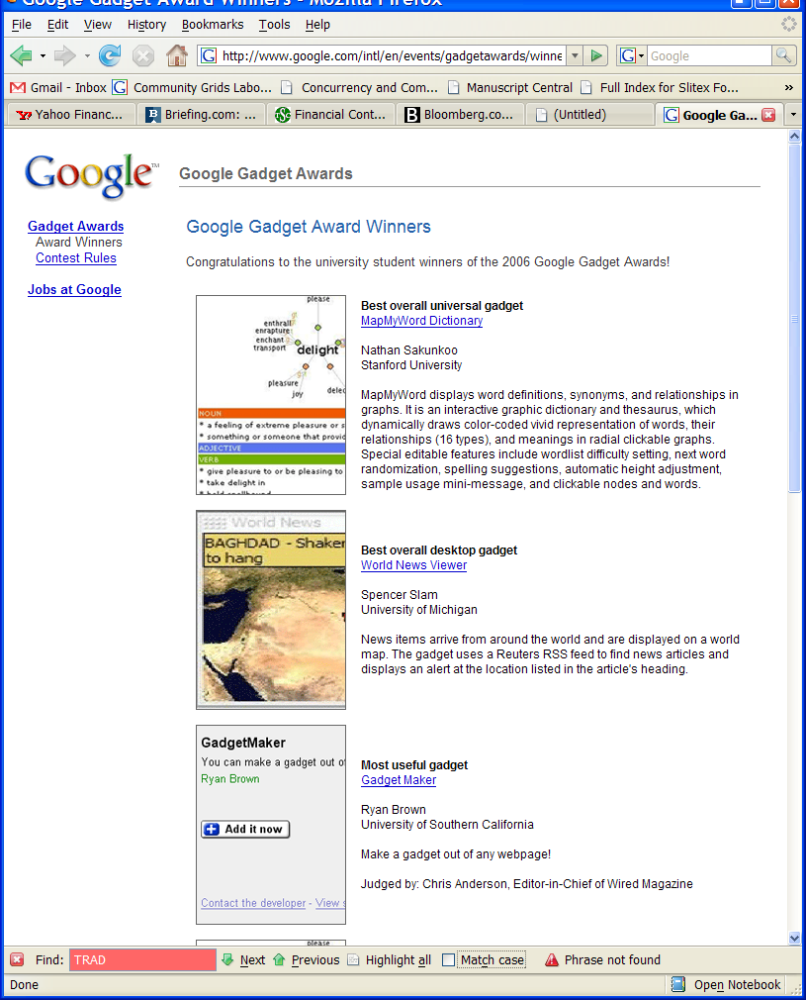 Google Gadget Award Winners - Mozilla Firefox
File Edit View History Bookmarks Tools Help
http://www.google.com/intl/en/events/gadgetawards/winne Google
Gmail - Inbox Community Grids Labo... Concurrency and Com... Manuscript Central Full Index for Slitex Fo... »
Yahoo Financ... Briefing.com: ... Financial Cont... Bloomberg.co... (Untitled) Google Ga...
Google™ Google Gadget Awards
Gadget Awards
Award Winners
Contest Rules
Jobs at Google
Google Gadget Award Winners
Congratulations to the university student winners of the 2006 Google Gadget Awards!
please
enthrall
enrapture
enchant
transport
delight
pleasure
joy
delec
NOUN
* a feeling of extreme pleasure or s
* something or someone that provid
ADJECTIVE
VERB
* give pleasure to or be pleasing to
* take delight in
* hold spellbound
Best overall universal gadget
MapMyWord Dictionary
Nathan Sakunkoo
Stanford University
MapMyWord displays word definitions, synonyms, and relationships in
graphs. It is an interactive graphic dictionary and thesaurus, which
dynamically draws color-coded vivid representation of words, their
relationships (16 types), and meanings in radial clickable graphs.
Special editable features include wordlist difficulty setting, next word
randomization, spelling suggestions, automatic height adjustment,
sample usage mini-message, and clickable nodes and words.
World News
BAGHDAD - Shaker
to hang
Best overall desktop gadget
World News Viewer
Spencer Slam
University of Michigan
News items arrive from around the world and are displayed on a world
map. The gadget uses a Reuters RSS feed to find news articles and
displays an alert at the location listed in the article's heading.
GadgetMaker
You can make a gadget out of
Ryan Brown
Add it now
Contact the developer - View s
Most useful gadget
Gadget Maker
Ryan Brown
University of Southern California
Make a gadget out of any webpage!
Judged by: Chris Anderson, Editor-in-Chief of Wired Magazine
please
Find: TRAD Next Previous Highlight all Match case Phrase not found
Done Open Notebook